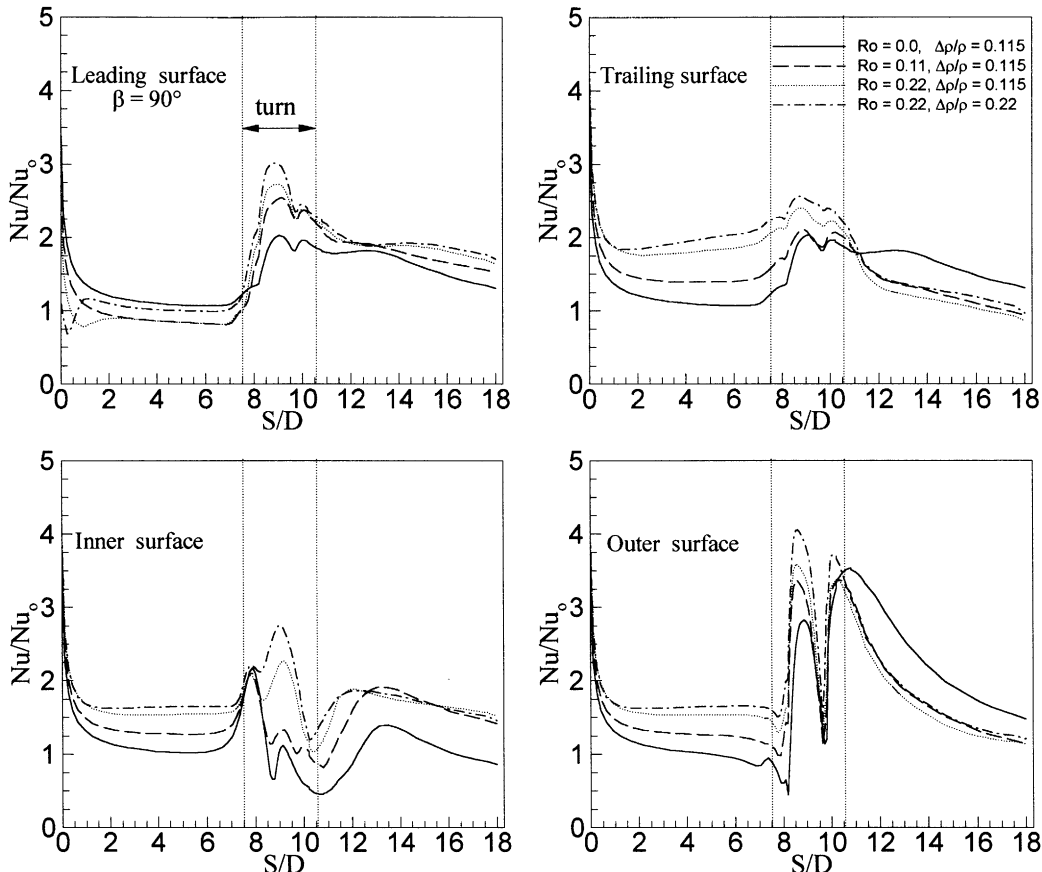 5
4
3
2
1
0
Nu/Nuo
Leading surface
β = 90°
turn
0 2 4 6 8 10 12 14 16 18
S/D
5
4
3
2
1
0
Nu/Nuo
Trailing surface
Ro = 0.0, Δρ/ρ = 0.115
Ro = 0.11, Δρ/ρ = 0.115
Ro = 0.22, Δρ/ρ = 0.115
Ro = 0.22, Δρ/ρ = 0.22
0 2 4 6 8 10 12 14 16 18
S/D
5
4
3
2
1
0
Nu/Nuo
Inner surface
0 2 4 6 8 10 12 14 16 18
S/D
5
4
3
2
1
0
Nu/Nuo
Outer surface
0 2 4 6 8 10 12 14 16 18
S/D